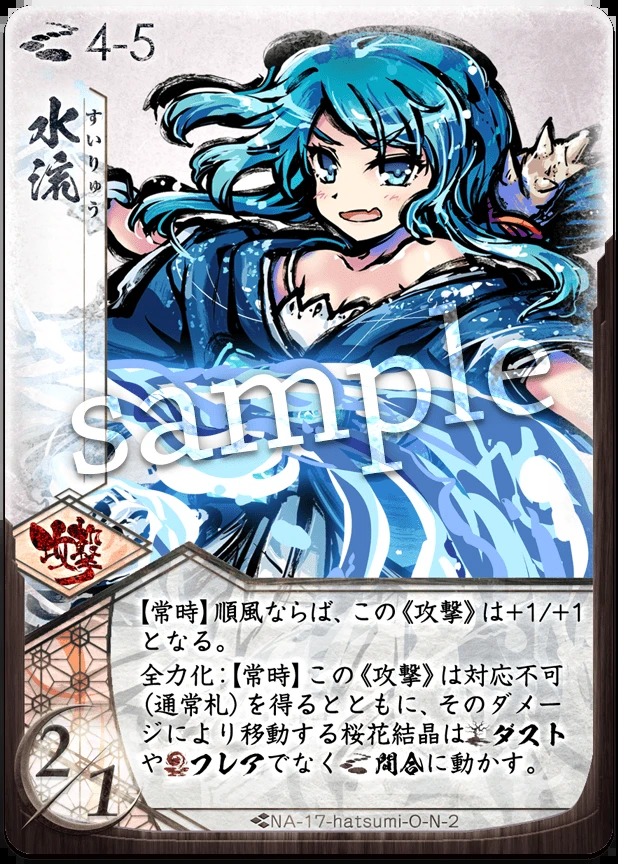 4-5
水流
すいりゅう
sample
攻撃
【常時】順風ならば、この《攻撃》は+1/+1
となる。
全力化:【常時】この《攻撃》は対応不可
(通常札)を得るとともに、そのダメー
ジにより移動する桜花結晶はダスト
やフレアでなく間合に動かす。
2/1
NA-17-hatsumi-O-N-2